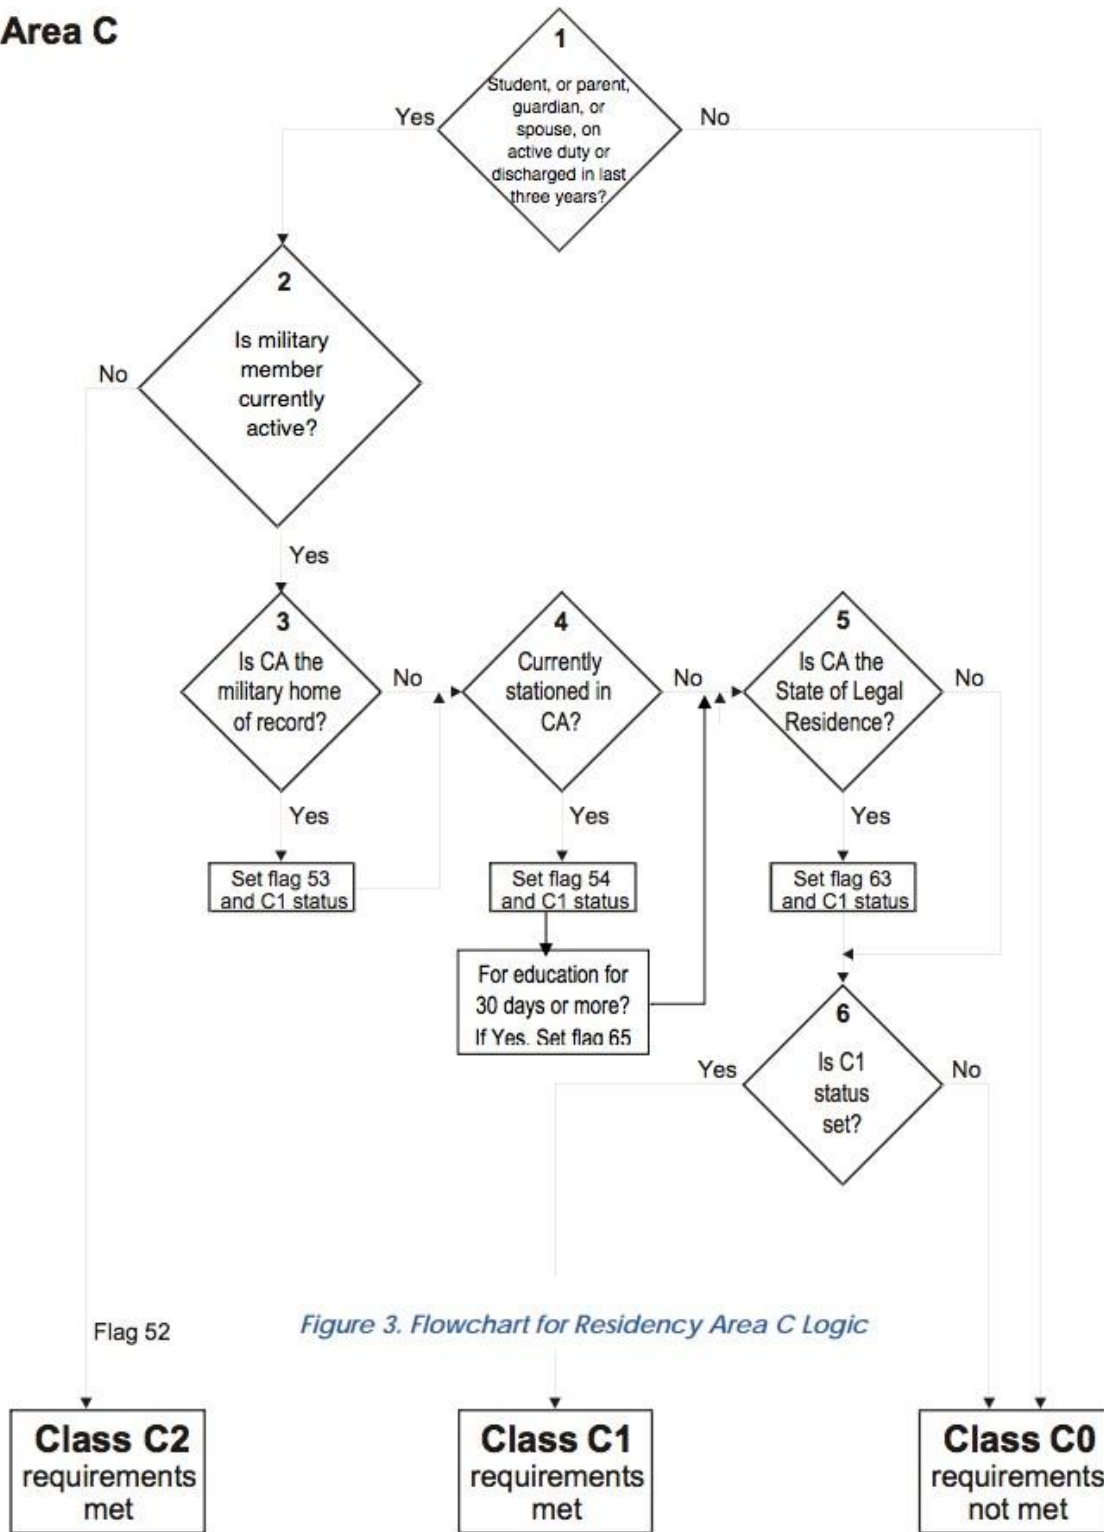 Area C
1
Student, or parent,
guardian, or
spouse, on
active duty or
discharged in last
three years?
Yes
No
2
Is military
member
currently
active?
No
Yes
3
Is CA the
military home
of record?
No
Yes
Set flag 53
and C1 status
4
Currently
stationed in
CA?
No
Yes
Set flag 54
and C1 status
For education for
30 days or more?
If Yes. Set flag 65
5
Is CA the
State of Legal
Residence?
No
Yes
Set flag 63
and C1 status
6
Is C1
status
set?
Yes
No
Flag 52
Figure 3. Flowchart for Residency Area C Logic
Class C2
requirements
met
Class C1
requirements
met
Class C0
requirements
not met